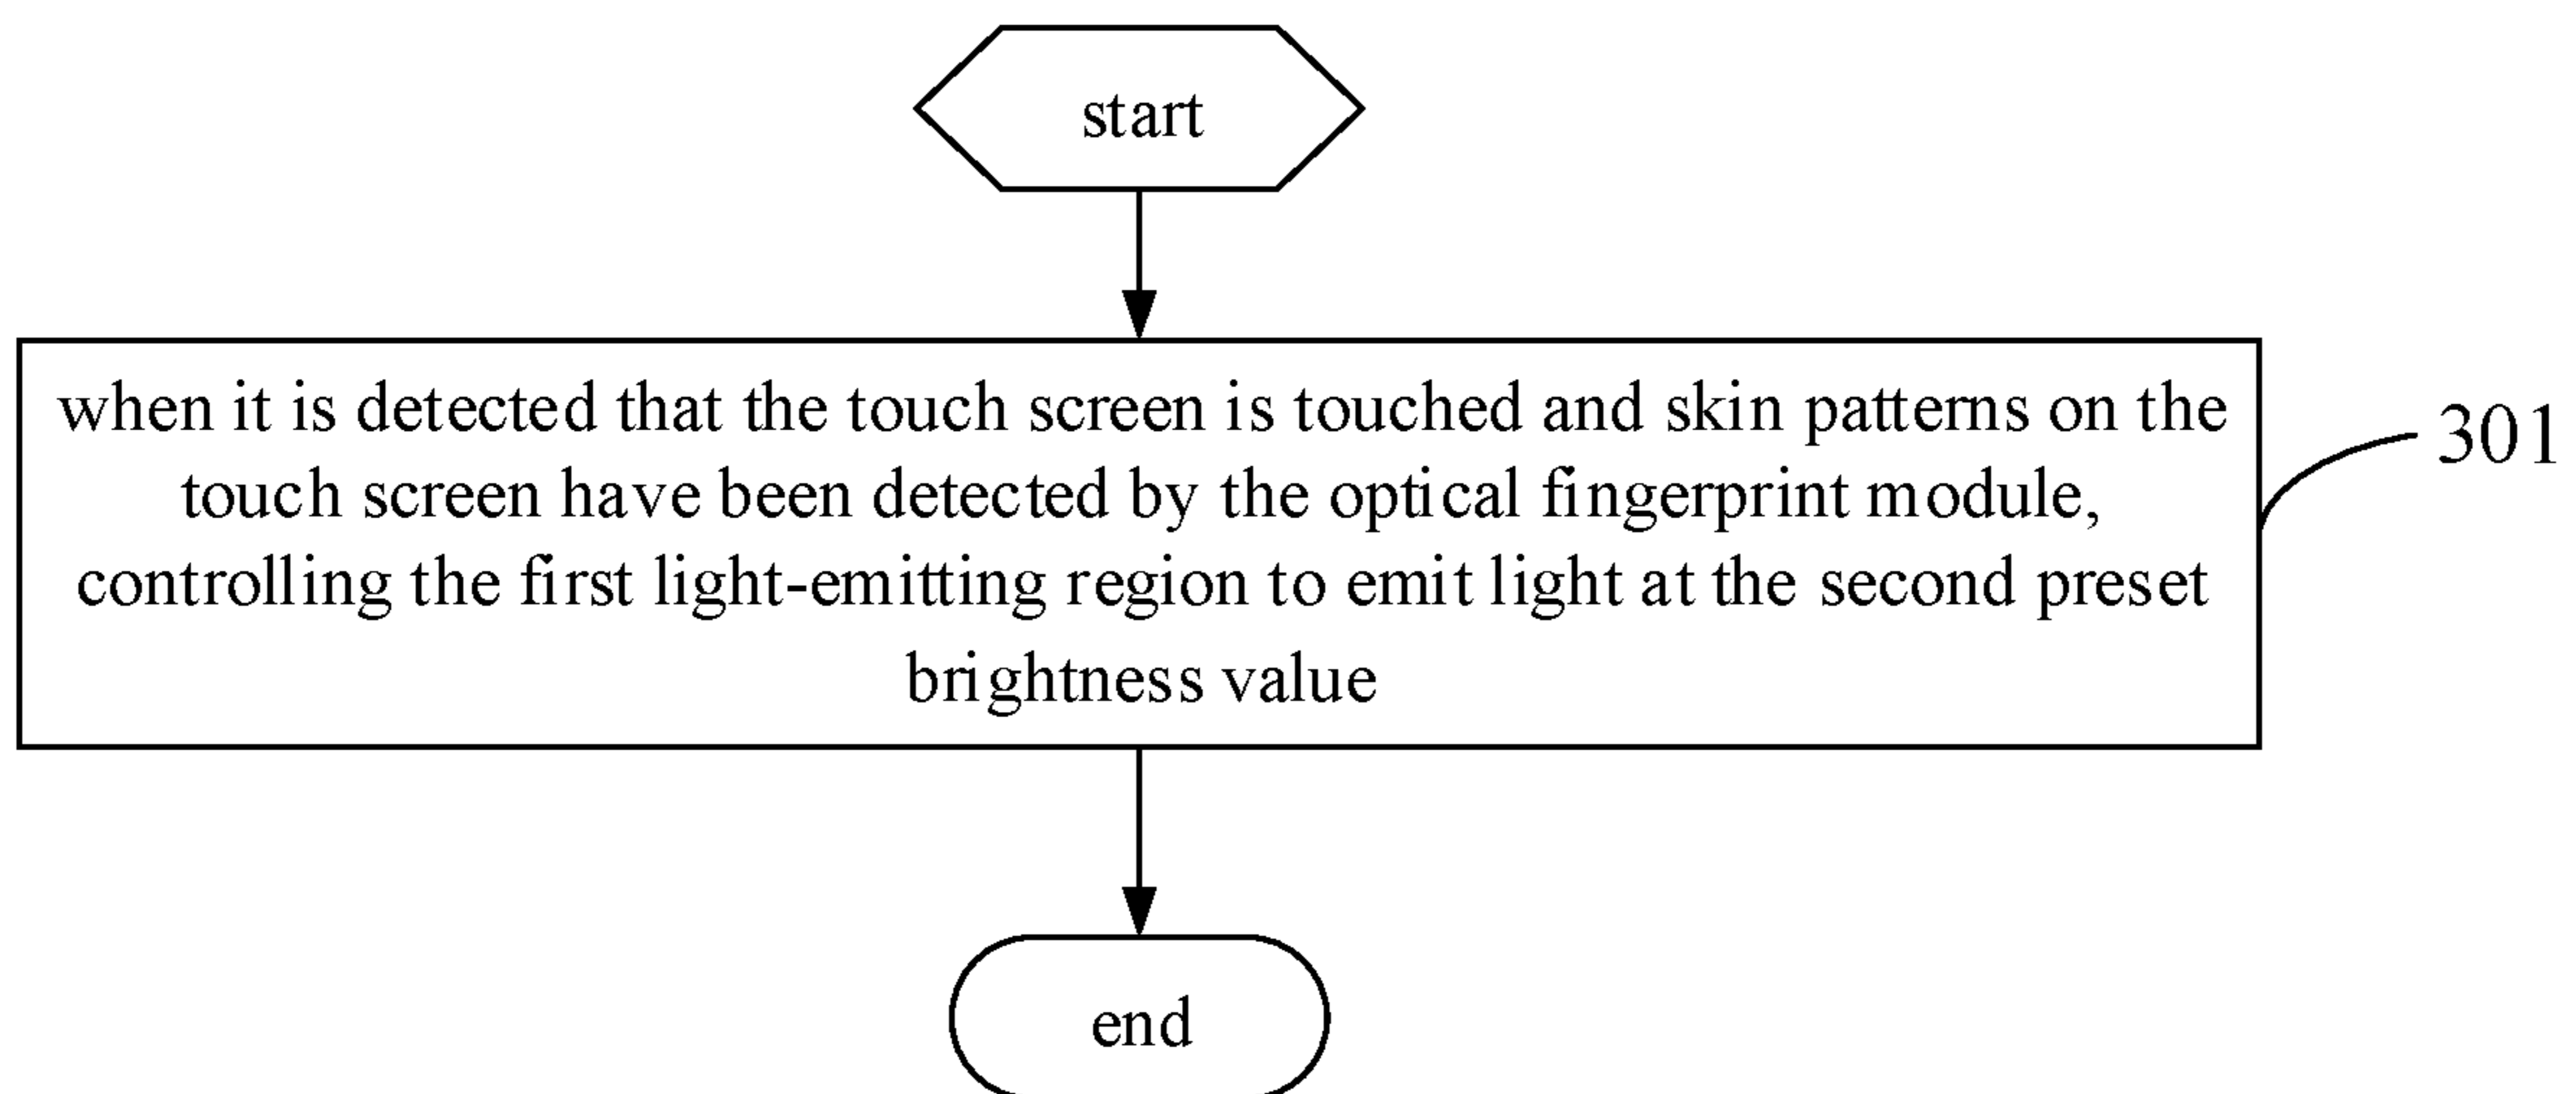 start
when it is detected that the touch screen is touched and skin patterns on the
touch screen have been detected by the optical fingerprint module,
controlling the first light-emitting region to emit light at the second preset
brightness value
301
end